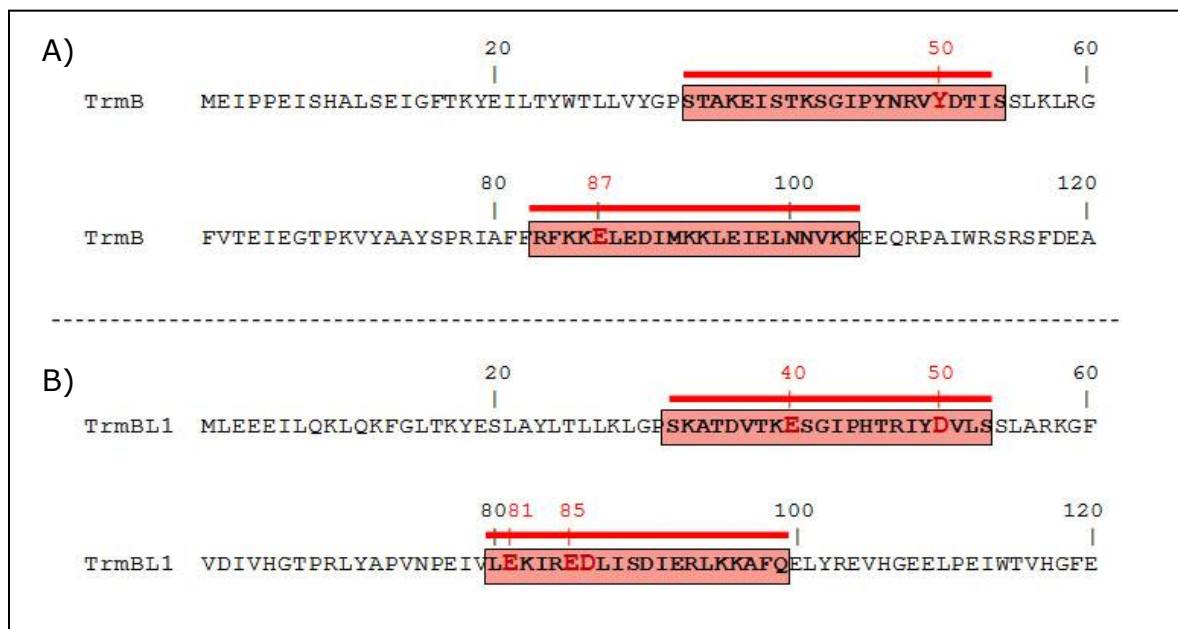 A)
20 50 60
TrmB MEIPPEISHALSEIGFTKYEILTYWTLLVYGPSTAKEISTKSGIPYNRVYDTISSLKLRG
80 87 100 120
TrmB FVTEIEGTPKVYAAYSPRIAFFRFKKELEDIMKKLEIELNNVKKEEQRPAIWRSRSFDEA
B)
20 40 50 60
TrmBL1 MLEEEILQKLQKFGLTKYESLAYLTLLKLGPSKATDVTKESGIPHTRIYDVLSSLARKGF
80 81 85 100 120
TrmBL1 VDIVHGTPRLYAPVNPEIVLEKIREDLISDIERLKKAFQELYREVHGEELPEIWTVHGFE